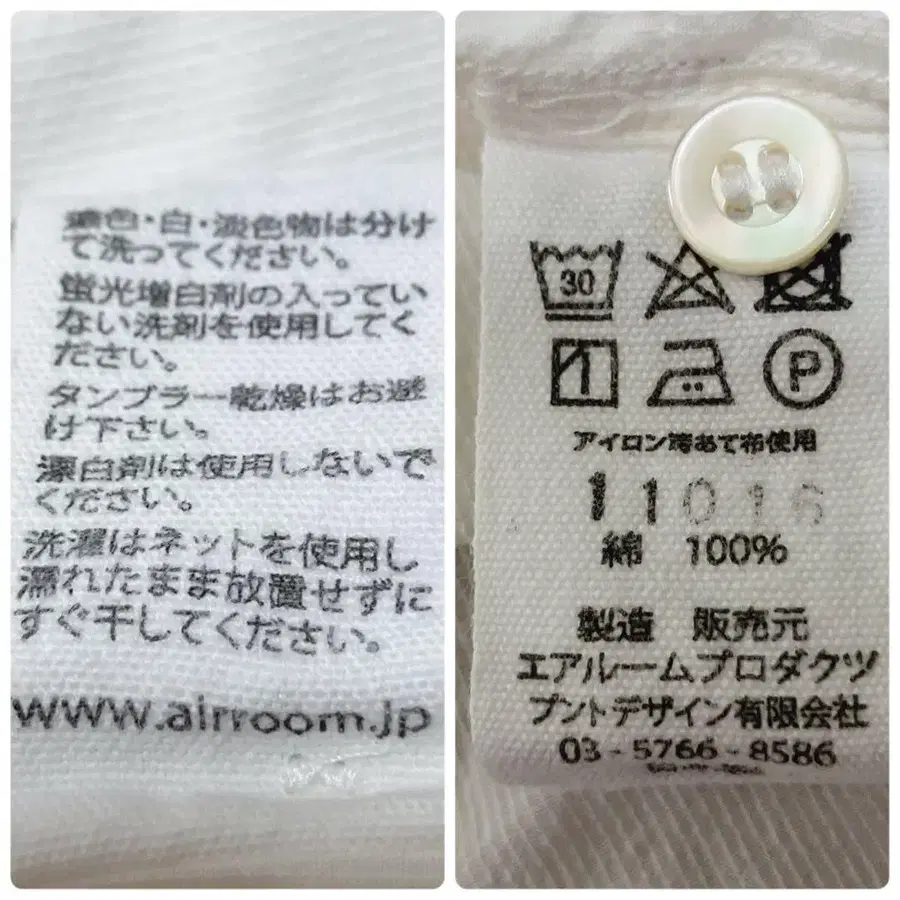 濃色・白・淡色物は分け
て洗ってください。
蛍光増白剤の入ってい
ない洗剤を使用してく
ださい。
タンブラー乾燥はお避
け下さい。
漂白剤は使用しないで
ください。
洗濯はネットを使用し
濡れたまま放置せずに
すぐ干してください。
www.airroom.jp
30
P
アイロン時あて布使用
11016
綿 100%
製造 販売元
エアルームプロダクツ
プントデザイン有限会社
03-5766-8586